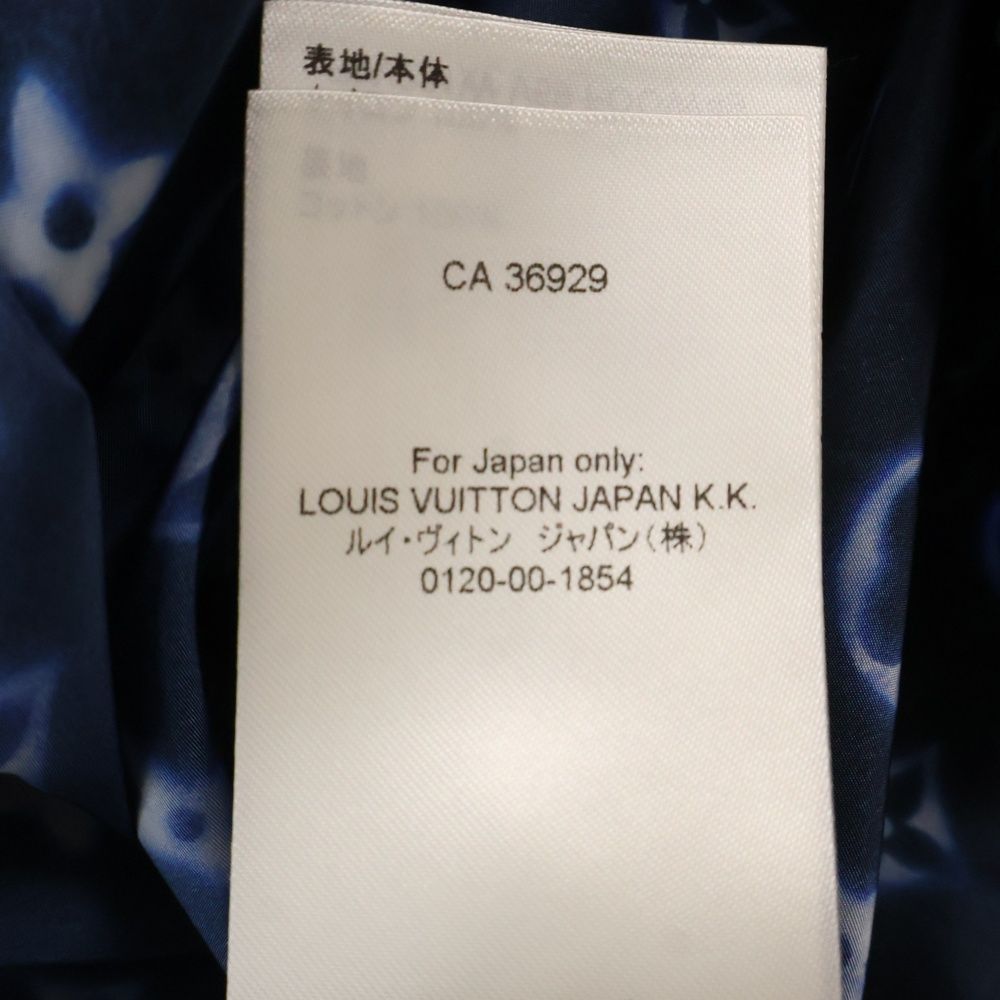 表地/本体
CA 36929
For Japan only:
LOUIS VUITTON JAPAN K.K.
ルイ・ヴィトン　ジャパン(株)
0120-00-1854